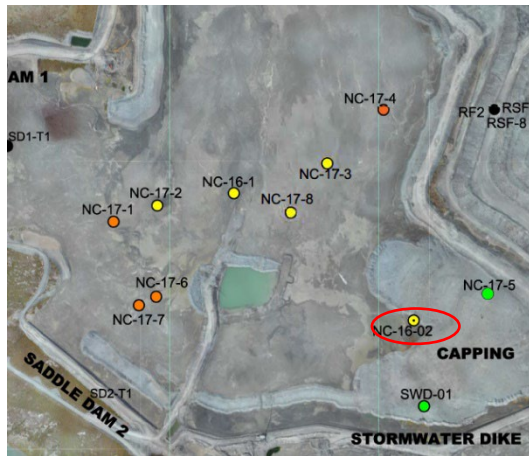 AM 1
NC-17-4
RF2
RSF
RSF-8
SD1-T1
NC-17-3
NC-17-2
NC-16-1
NC-17-1
NC-17-8
NC-17-6
NC-17-5
NC-17-7
NC-16-02
CAPPING
SADDLE DAM 2
SD2-T1
SWD-01
STORMWATER DIKE